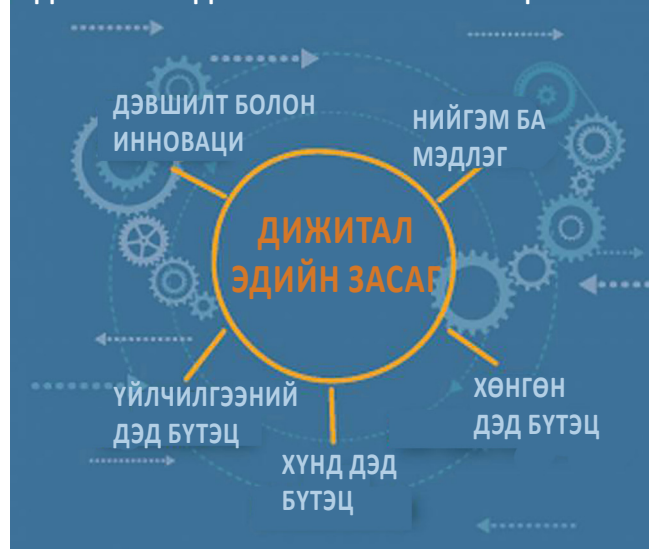 ДЭВШИЛТ БОЛОН
ИННОВАЦИ
НИЙГЭМ БА
МЭДЛЭГ
ДИЖИТАЛ
ЭДИЙН ЗАСАГ
ҮЙЛЧИЛГЭЭНИЙ
ДЭД БҮТЭЦ
ХҮНД ДЭД
БҮТЭЦ
ХӨНГӨН
ДЭД БҮТЭЦ